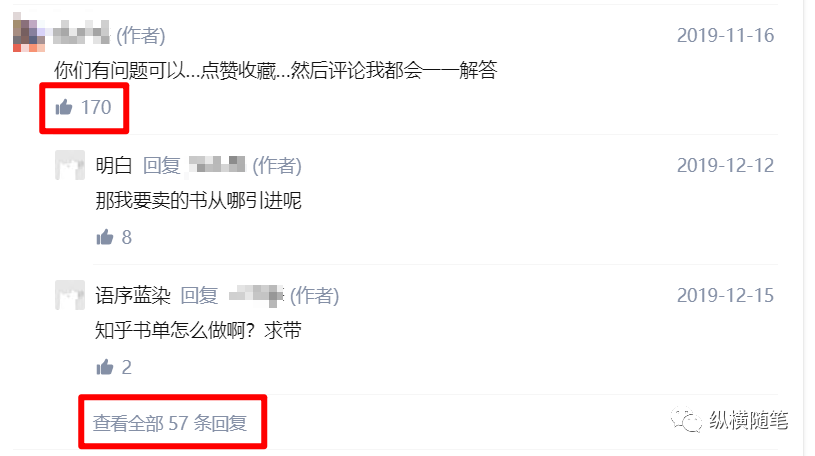 (作者) 2019-11-16
你们有问题可以...点赞收藏...然后评论我都会一一解答
170
明白 回复 (作者) 2019-12-12
那我要卖的书从哪引进呢
8
语序蓝染 回复 (作者) 2019-12-15
知乎书单怎么做啊？求带
2
查看全部 57 条回复
纵横随笔